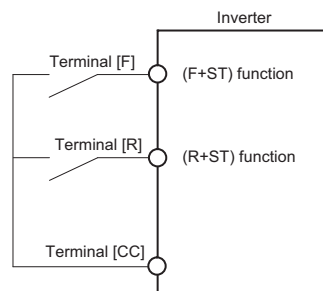 Inverter
Terminal [F]
(F+ST) function
Terminal [R]
(R+ST) function
Terminal [CC]